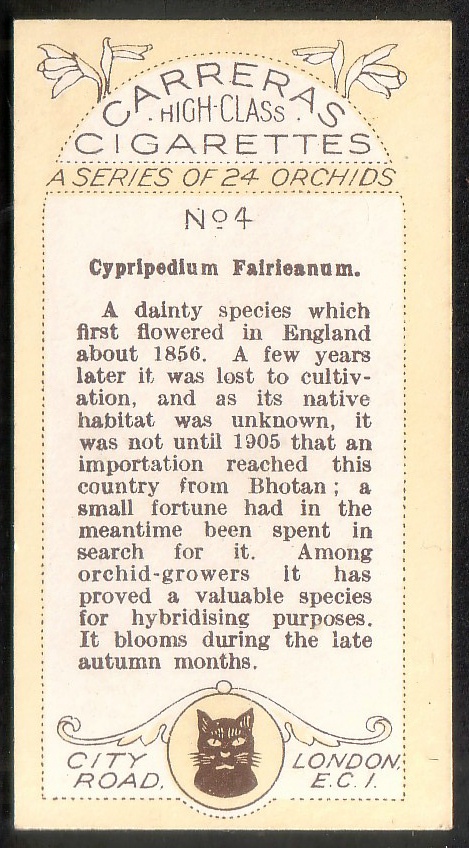 CARRERAS
HIGH-CLASS
CIGARETTES
A SERIES OF 24 ORCHIDS
No 4
Cypripedium Fairieanum.
A dainty species which
first flowered in England
about 1856. A few years
later it was lost to cultiv-
ation, and as its native
habitat was unknown, it
was not until 1905 that an
importation reached this
country from Bhotan; a
small fortune had in the
meantime been spent in
search for it. Among
orchid-growers it has
proved a valuable species
for hybridising purposes.
It blooms during the late
autumn months.
CITY
ROAD,
LONDON,
E.C.1.